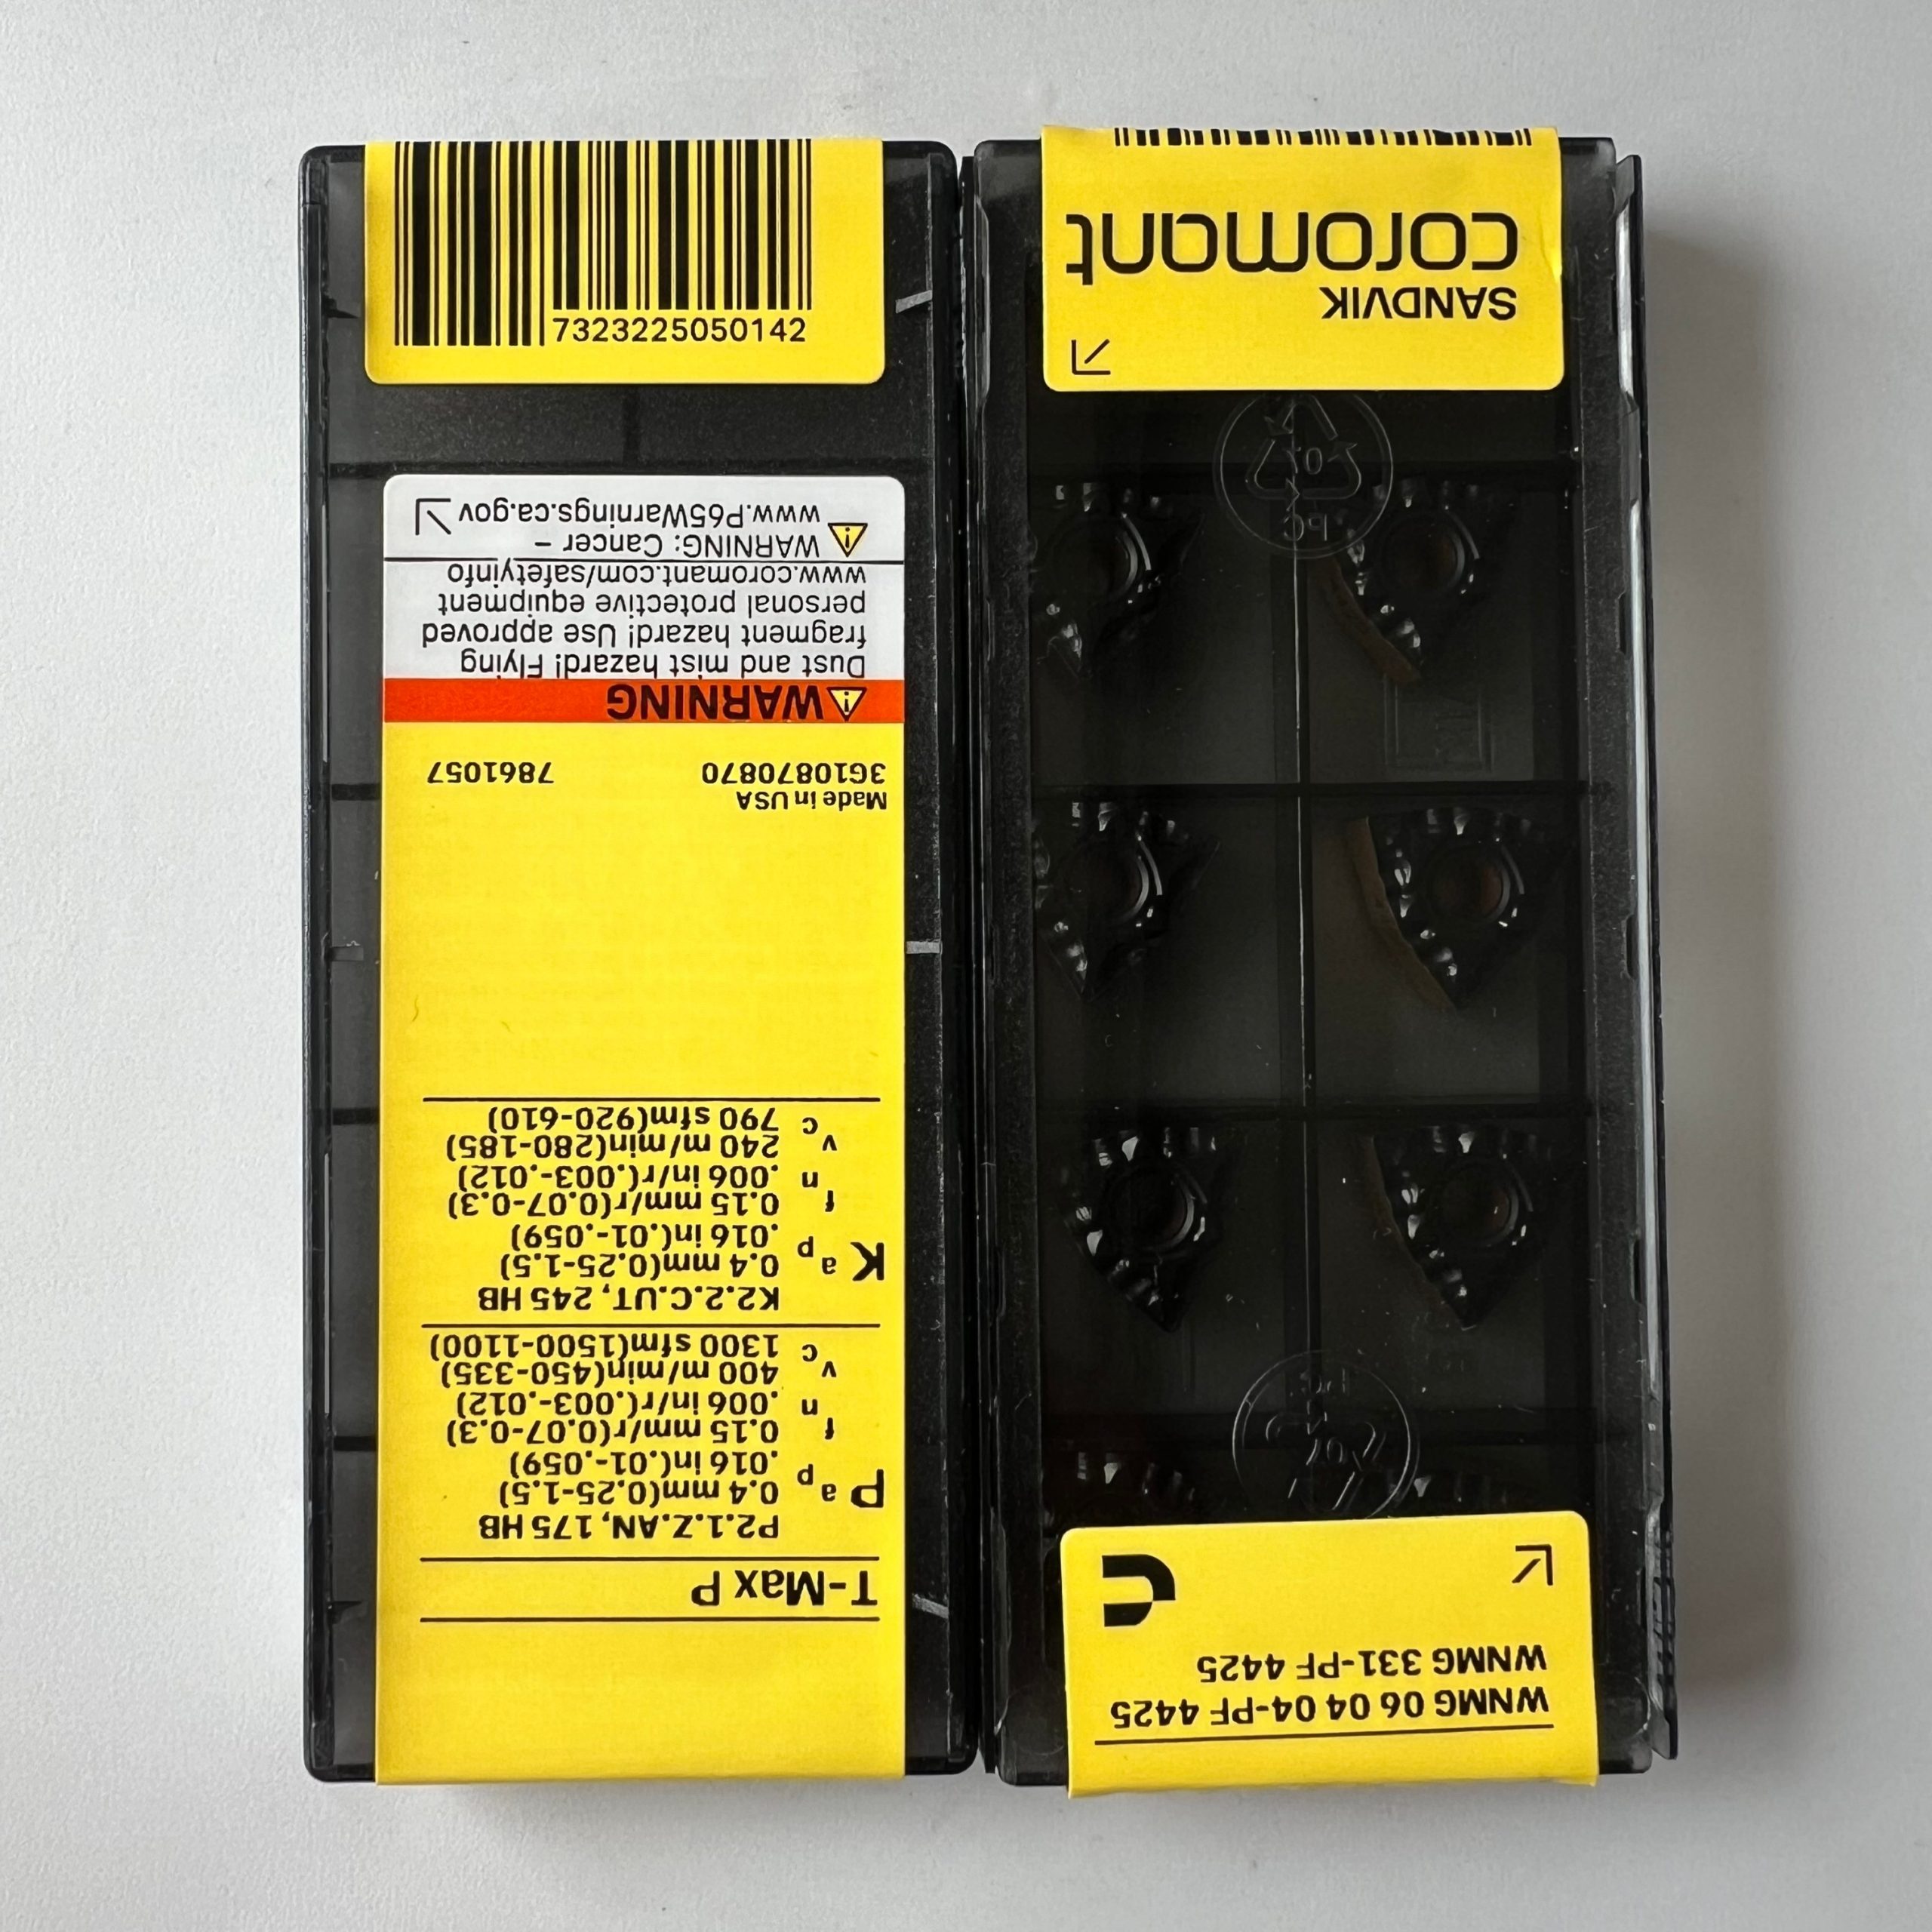 7323225050142
T-Max P
P2.1.Z.AN, 175 HB
P ap 0.4 mm(0.25-1.5)
.016 in(.01-.059)
fn 0.15 mm/r(0.07-0.3)
.006 in/r(.003-.012)
vc 400 m/min(450-335)
1300 sfm(1500-1100)
K2.2.C.UT, 245 HB
K ap 0.4 mm(0.25-1.5)
.016 in(.01-.059)
fn 0.15 mm/r(0.07-0.3)
.006 in/r(.003-.012)
vc 240 m/min(280-185)
790 sfm(920-610)
Made in USA
3G10870870 7861057
WARNING
Dust and mist hazard! Flying
fragment hazard! Use approved
personal protective equipment
www.coromant.com/safetyinfo
WARNING: Cancer –
www.P65Warnings.ca.gov
WNMG 06 04 04-PF 4425
WNMG 331-PF 4425
PC
07
PC
07
SANDVIK
coromant